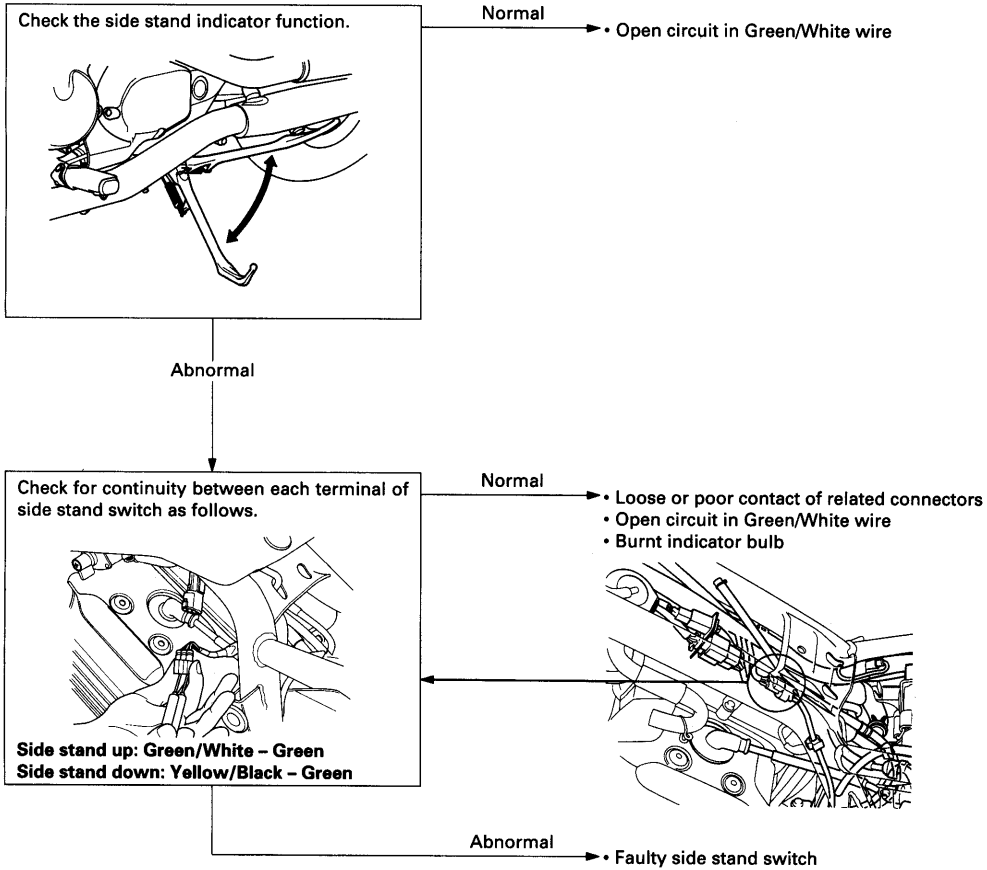 Check the side stand indicator function.
Normal
• Open circuit in Green/White wire
Abnormal
Check for continuity between each terminal of
side stand switch as follows.
Normal
• Loose or poor contact of related connectors
• Open circuit in Green/White wire
• Burnt indicator bulb
Side stand up: Green/White – Green
Side stand down: Yellow/Black – Green
Abnormal
• Faulty side stand switch